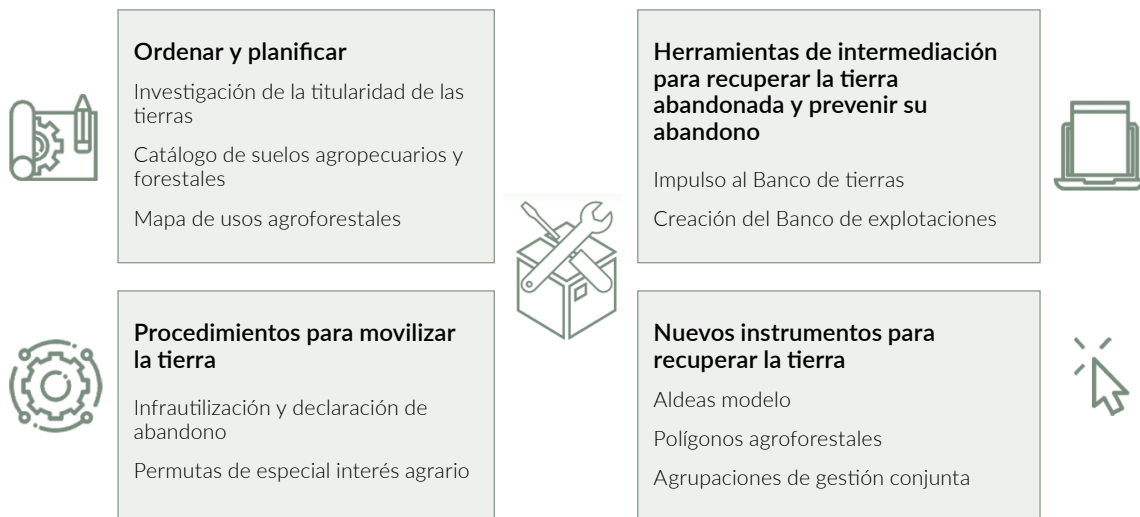 Ordenar y planificar
Investigación de la titularidad de las
tierras
Catálogo de suelos agropecuarios y
forestales
Mapa de usos agroforestales
Herramientas de intermediación
para recuperar la tierra
abandonada y prevenir su
abandono
Impulso al Banco de tierras
Creación del Banco de explotaciones
Procedimientos para movilizar
la tierra
Infrautilización y declaración de
abandono
Permutas de especial interés agrario
Nuevos instrumentos para
recuperar la tierra
Aldeas modelo
Polígonos agroforestales
Agrupaciones de gestión conjunta